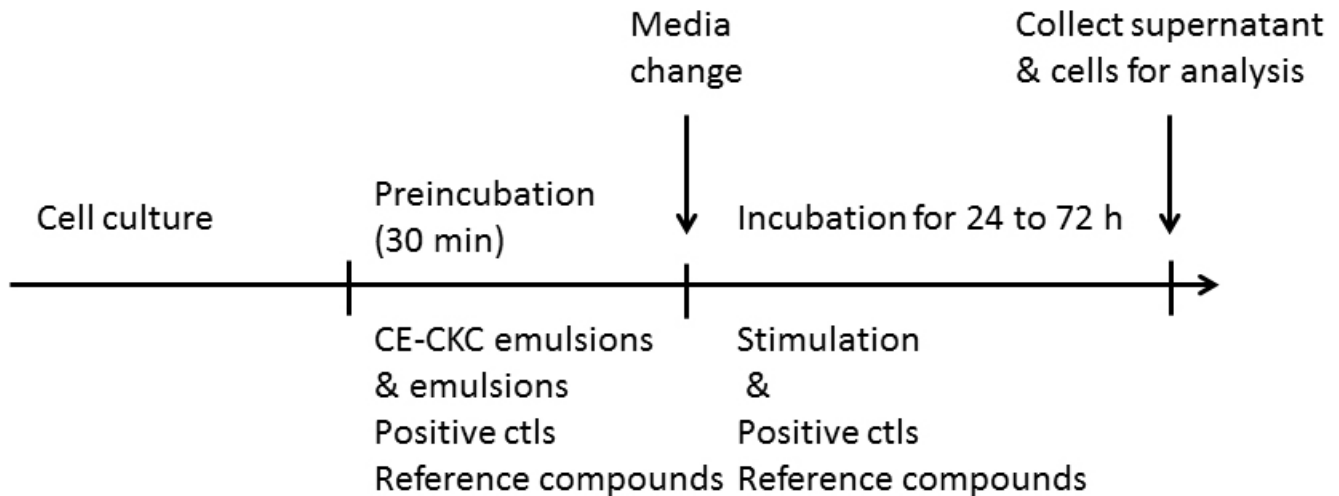 Media
change
Collect supernatant
& cells for analysis
Cell culture
Preincubation
(30 min)
Incubation for 24 to 72 h
CE-CKC emulsions
& emulsions
Positive ctls
Reference compounds
Stimulation
&
Positive ctls
Reference compounds